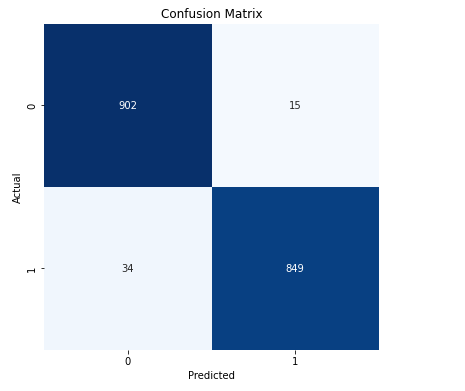 Confusion Matrix
0
902
15
Actual
1
34
849
0
1
Predicted